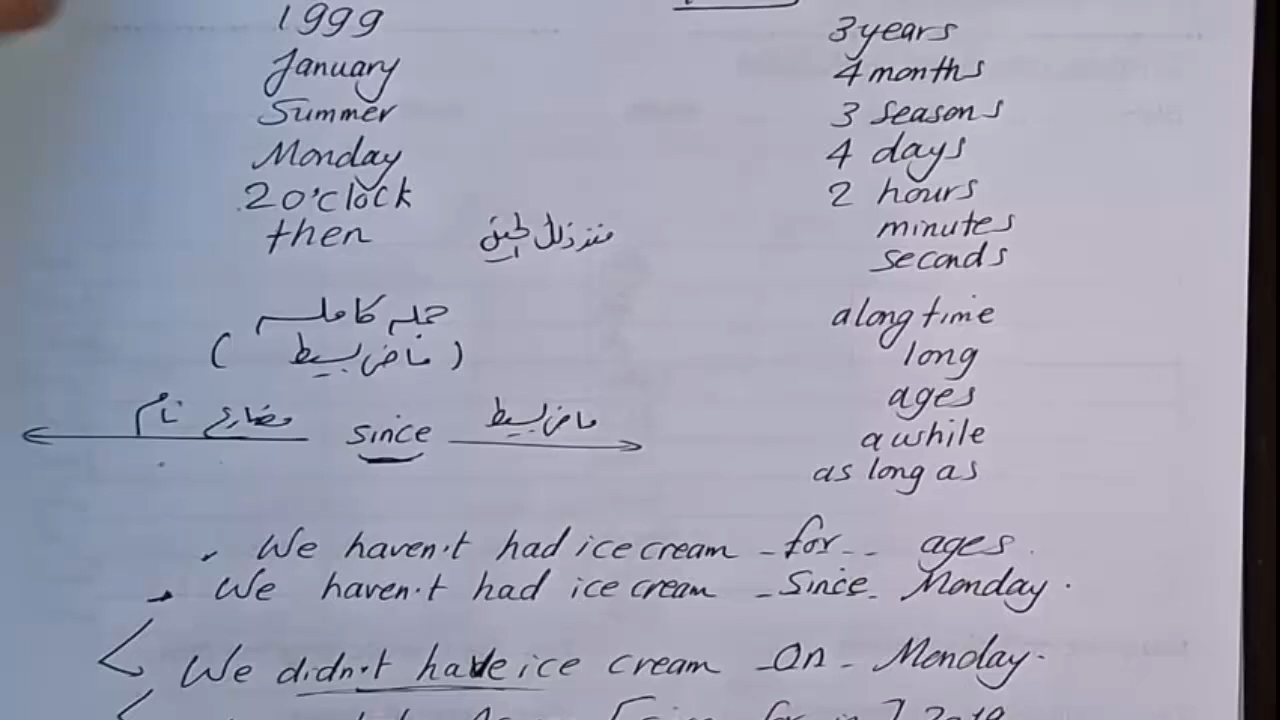 1999
January
Summer
Monday
2 o'clock
then منذ ذلك الحين
جملة كاملة
(ماض بسيط)
مضارع تام since ماض بسيط
3 years
4 months
3 seasons
4 days
2 hours
minutes
seconds
a long time
long
ages
a while
as long as
. We haven't had ice cream - for - - ages.
We haven't had ice cream - Since - Monday.
We didn't have ice cream - On - Monday.
2019